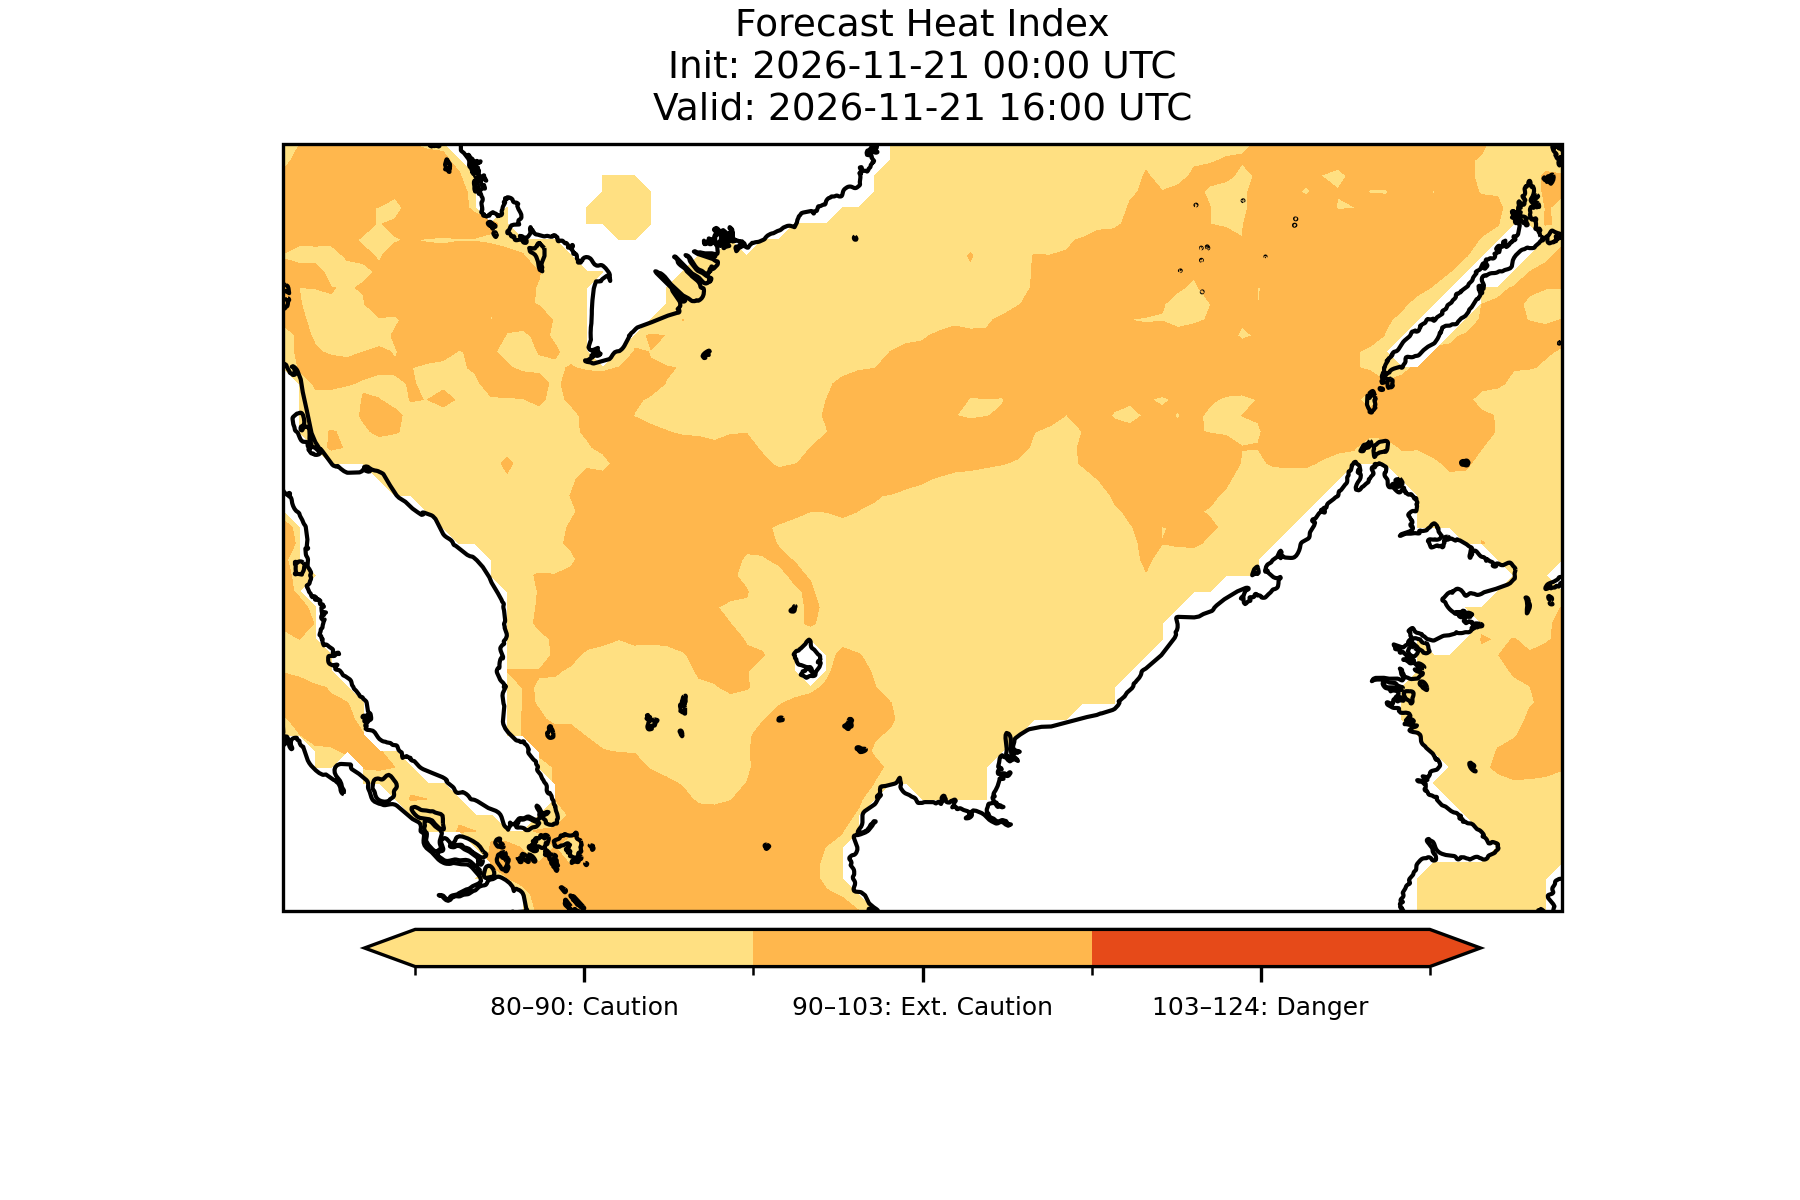 Forecast Heat Index
Init: 2026-11-21 00:00 UTC
Valid: 2026-11-21 16:00 UTC
80–90: Caution
90–103: Ext. Caution
103–124: Danger